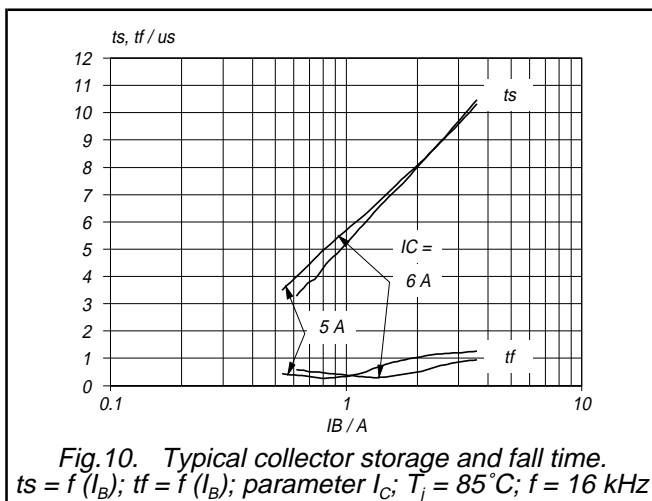 ts, tf / us
12
11
10
9
8
7
6
5
4
3
2
1
0
ts
IC =
6 A
5 A
tf
0.1 1 10
IB / A
Fig.10. Typical collector storage and fall time.
ts = f (IB); tf = f (IB); parameter IC; Tj = 85˚C; f = 16 kHz